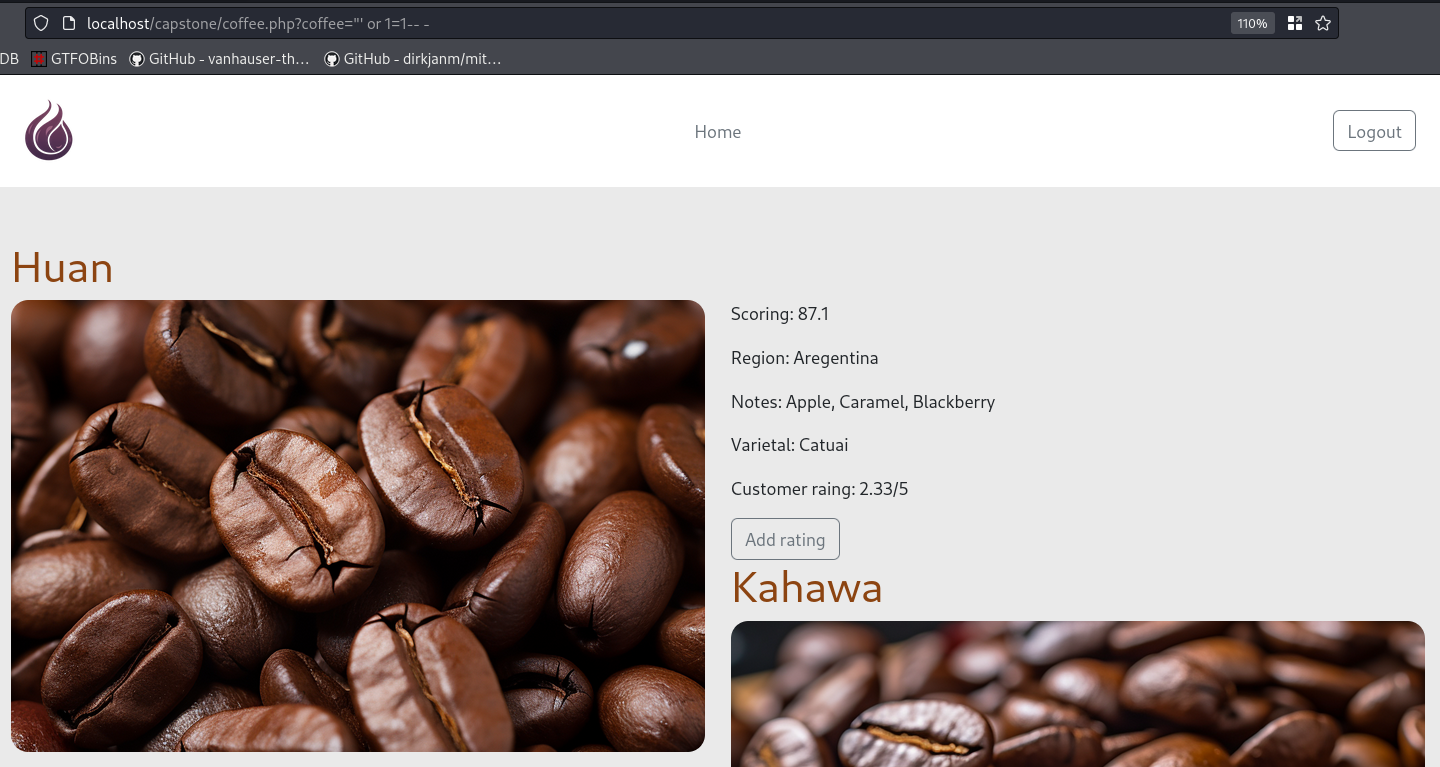 localhost/capstone/coffee.php?coffee="' or 1=1-- -
110%
DB GTFOBins GitHub - vanhauser-th... GitHub - dirkjanm/mit...
Home
Logout
Huan
Scoring: 87.1
Region: Aregentina
Notes: Apple, Caramel, Blackberry
Varietal: Catuai
Customer raing: 2.33/5
Add rating
Kahawa